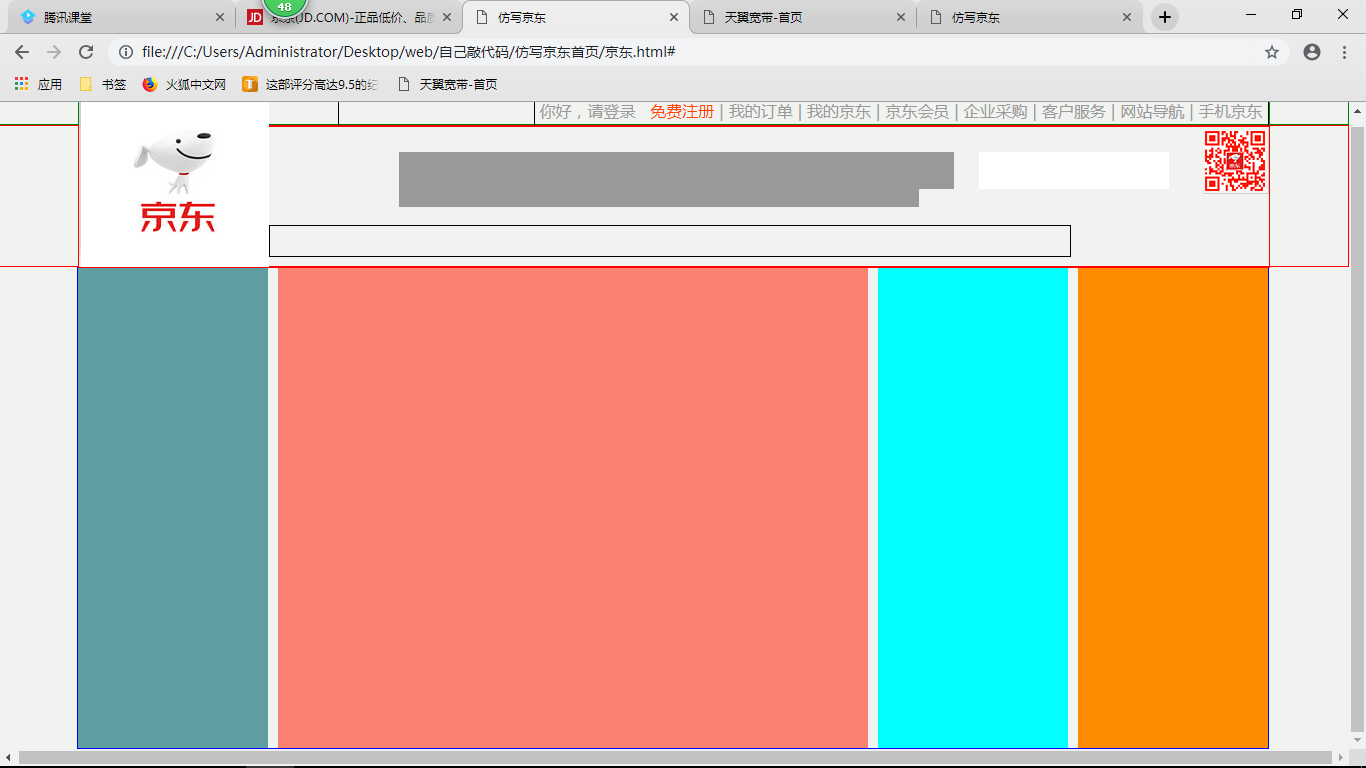 48
腾讯课堂
京东(JD.COM)-正品低价、品质
仿写京东
天翼宽带-首页
仿写京东
file:///C:/Users/Administrator/Desktop/web/自己敲代码/仿写京东首页/京东.html#
应用 书签 火狐中文网 这部评分高达9.5的纪 天翼宽带-首页
你好，请登录 免费注册 | 我的订单 | 我的京东 | 京东会员 | 企业采购 | 客户服务 | 网站导航 | 手机京东
京东